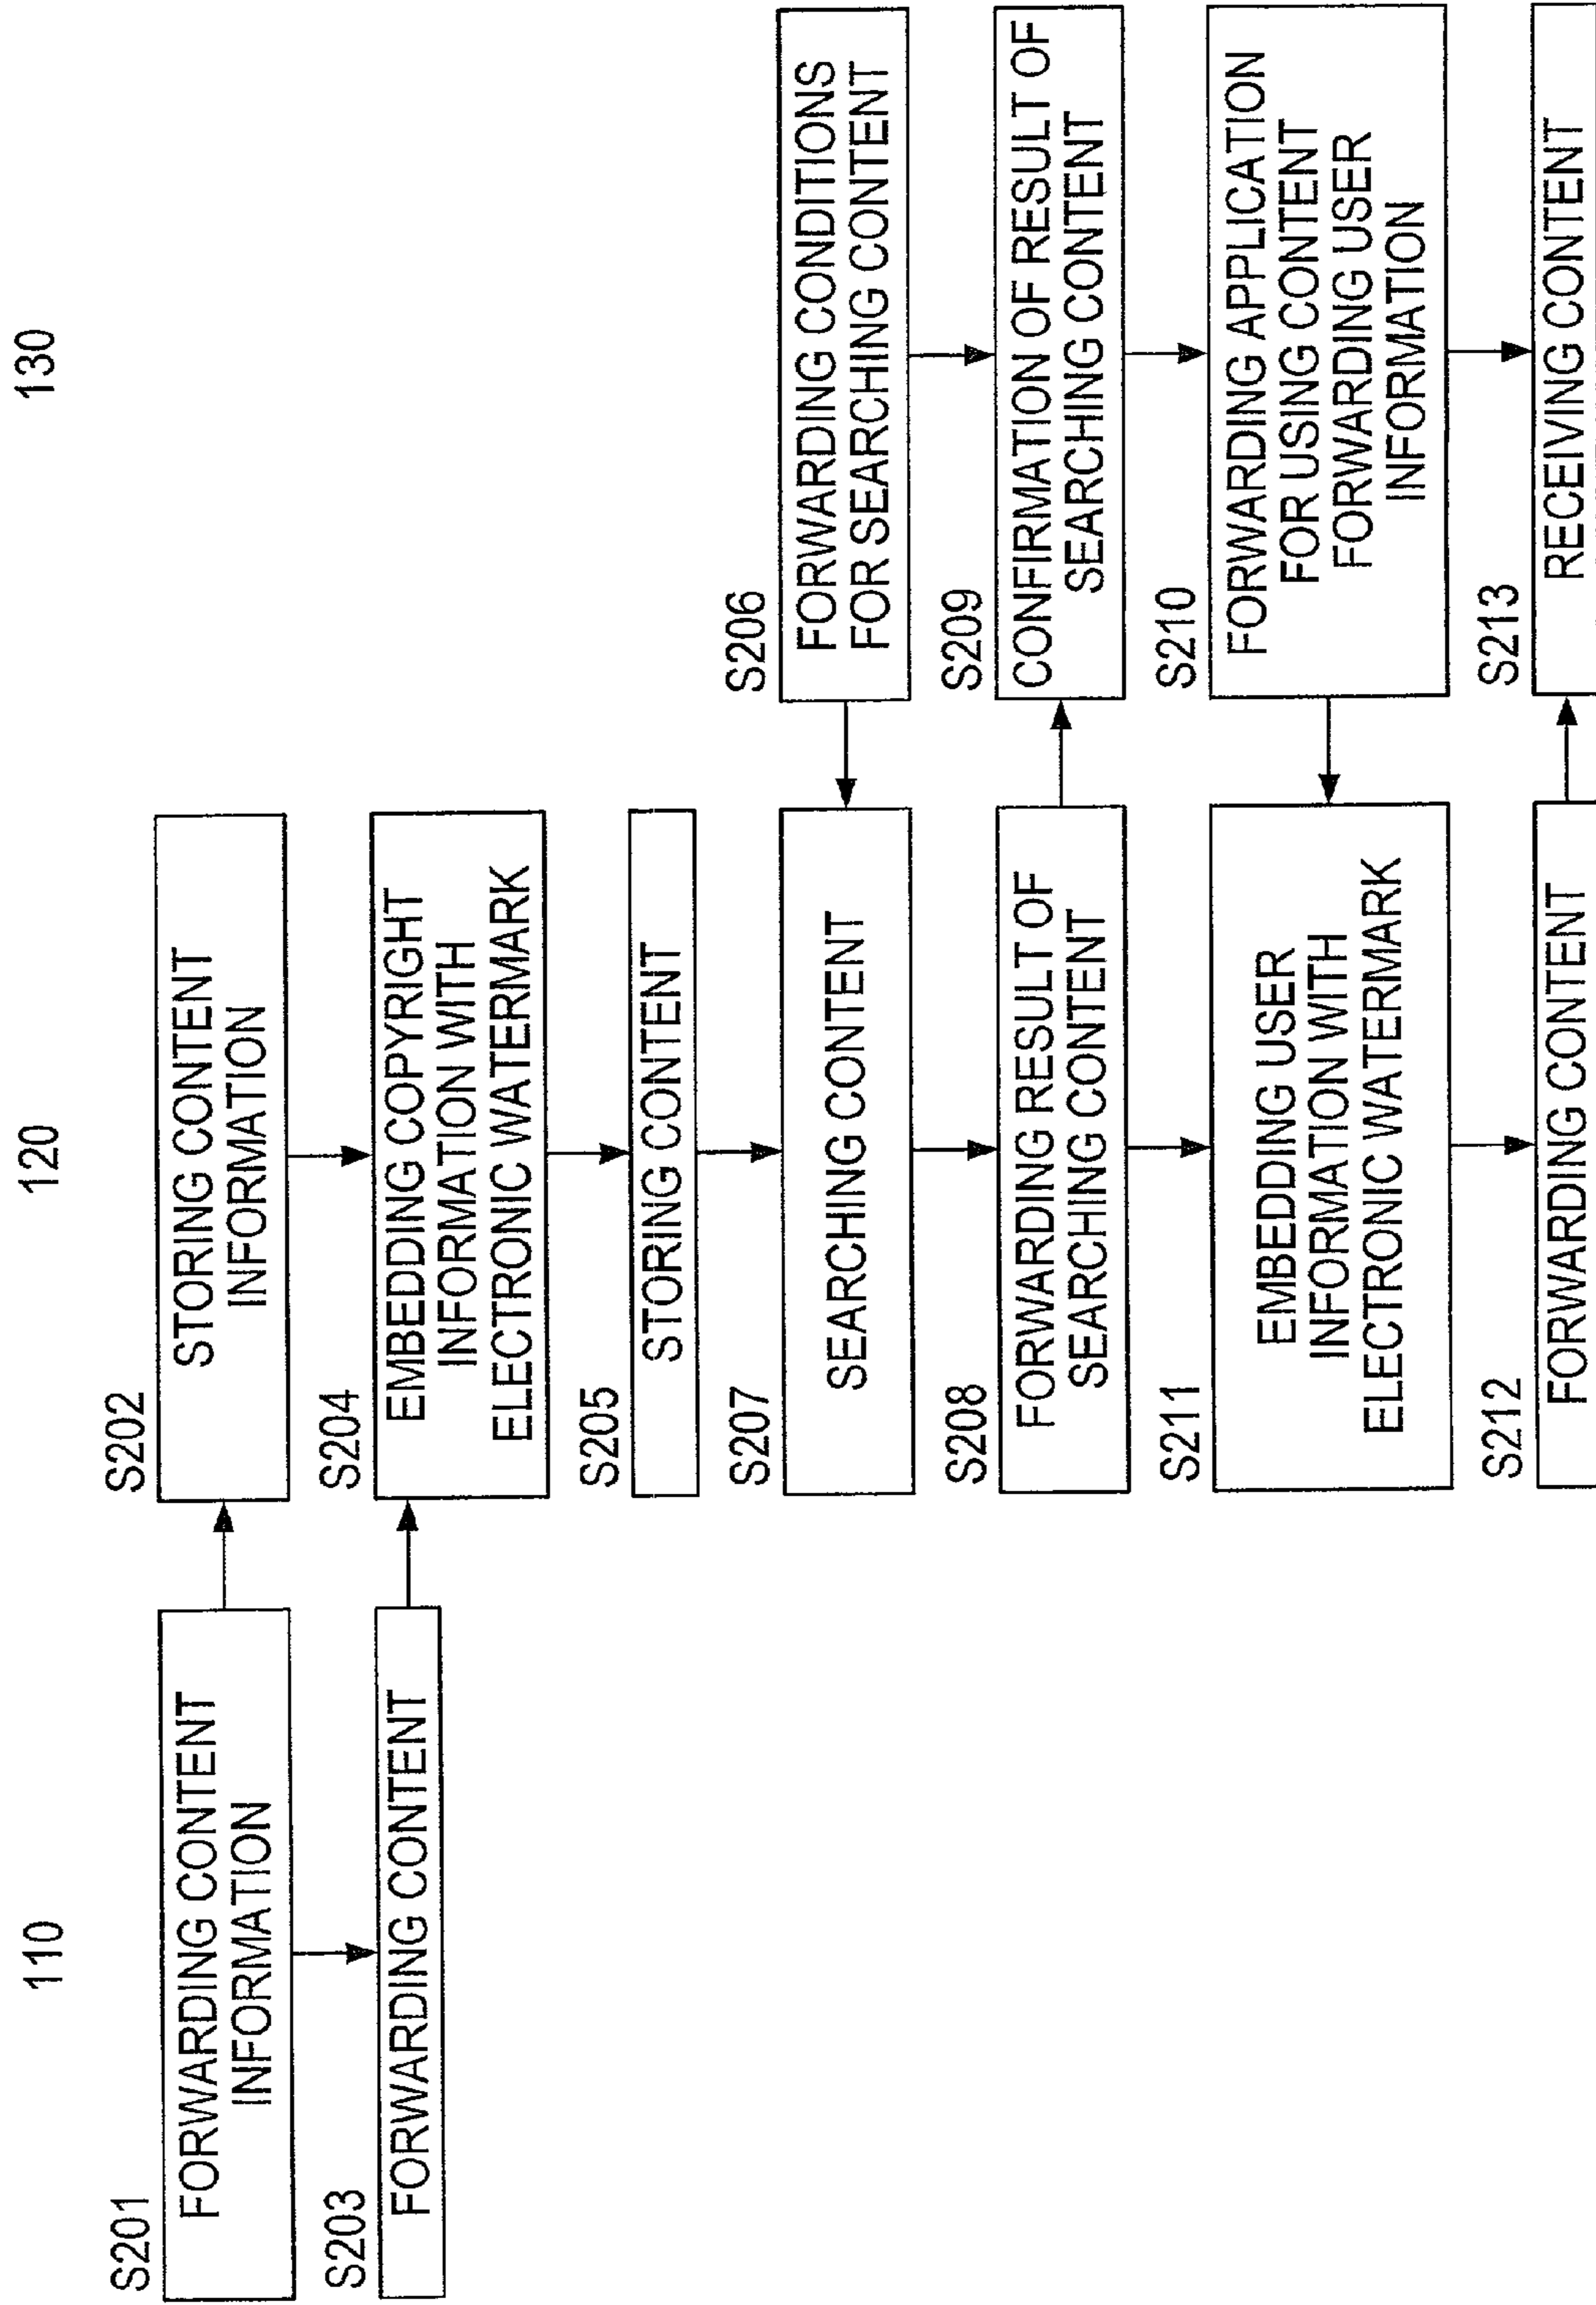 110
120
130
S201
FORWARDING CONTENT
INFORMATION
S202
STORING CONTENT
INFORMATION
S203
FORWARDING CONTENT
S204
EMBEDDING COPYRIGHT
INFORMATION WITH
ELECTRONIC WATERMARK
S205
STORING CONTENT
S206
FORWARDING CONDITIONS
FOR SEARCHING CONTENT
S207
SEARCHING CONTENT
S208
FORWARDING RESULT OF
SEARCHING CONTENT
S209
CONFIRMATION OF RESULT OF
SEARCHING CONTENT
S210
FORWARDING APPLICATION
FOR USING CONTENT
FORWARDING USER
INFORMATION
S211
EMBEDDING USER
INFORMATION WITH
ELECTRONIC WATERMARK
S212
FORWARDING CONTENT
S213
RECEIVING CONTENT